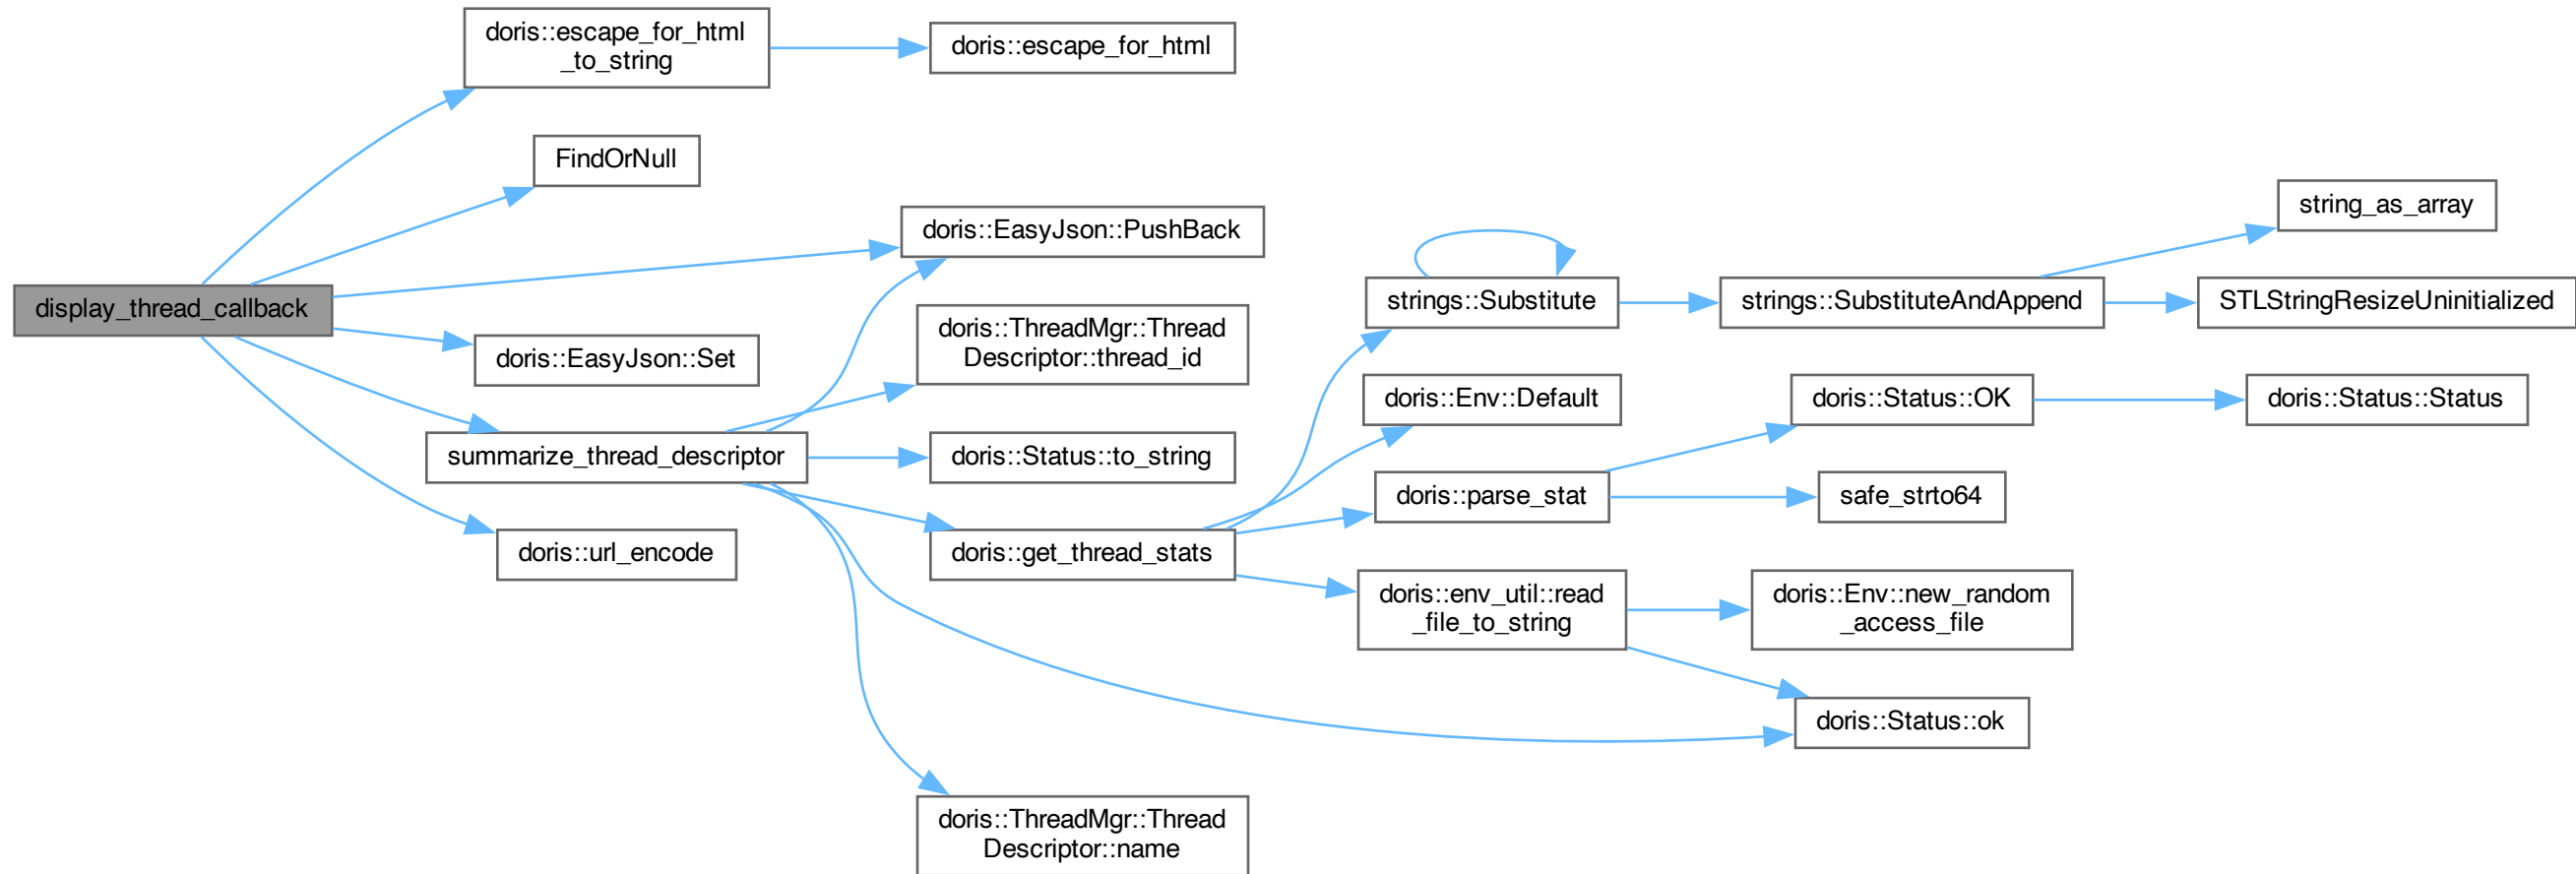 display_thread_callback
doris::escape_for_html
_to_string
doris::escape_for_html
FindOrNull
doris::EasyJson::PushBack
doris::EasyJson::Set
summarize_thread_descriptor
doris::url_encode
doris::ThreadMgr::Thread
Descriptor::thread_id
doris::Status::to_string
doris::get_thread_stats
doris::ThreadMgr::Thread
Descriptor::name
strings::Substitute
doris::Env::Default
doris::parse_stat
doris::env_util::read
_file_to_string
strings::SubstituteAndAppend
doris::Status::OK
safe_strto64
doris::Env::new_random
_access_file
doris::Status::ok
string_as_array
STLStringResizeUninitialized
doris::Status::Status